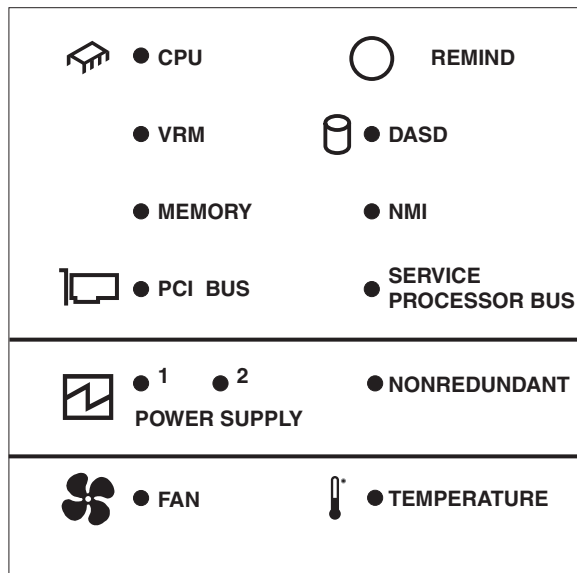 CPU
REMIND
VRM
DASD
MEMORY
NMI
PCI BUS
SERVICE
PROCESSOR BUS
1 2
POWER SUPPLY
NONREDUNDANT
FAN
TEMPERATURE